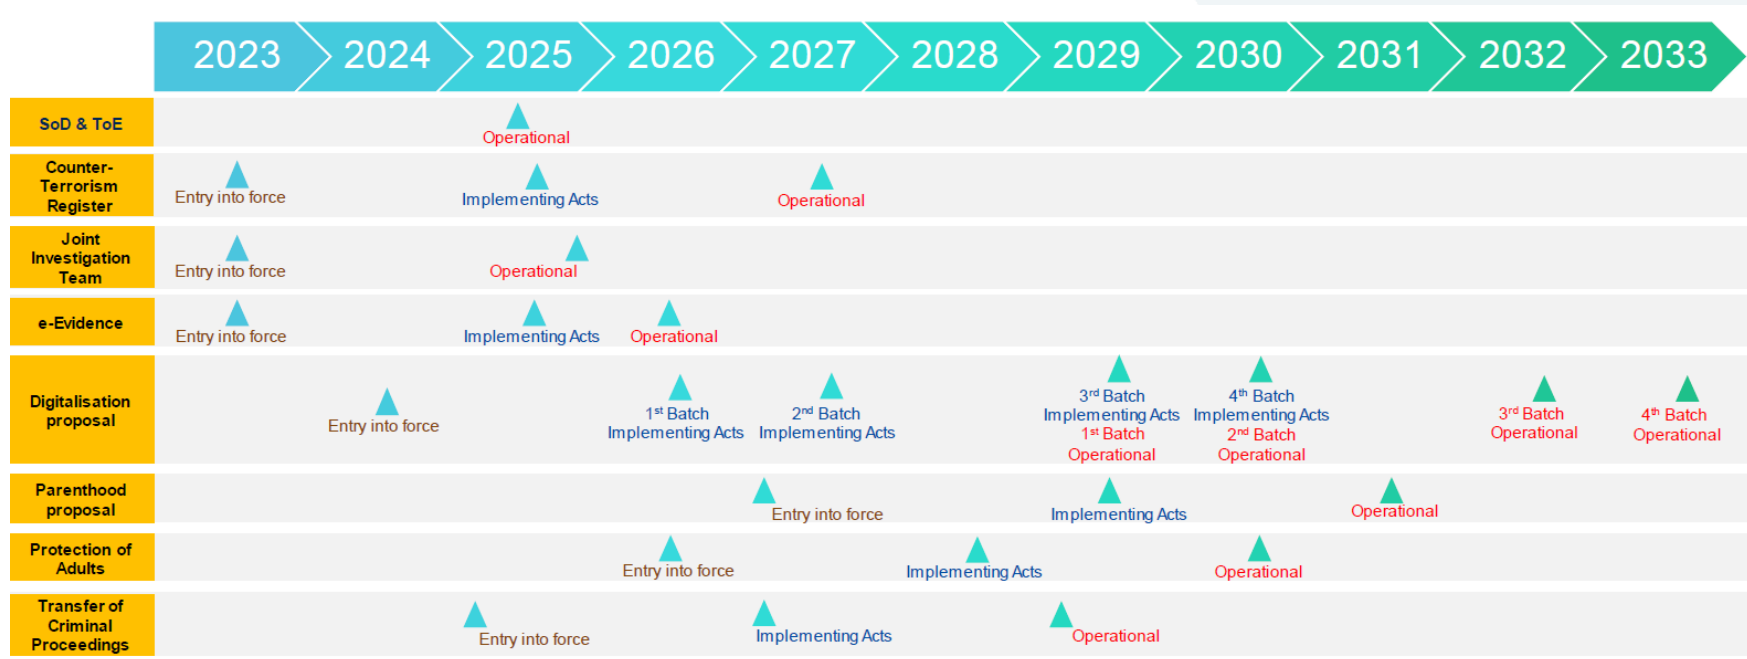 2023 2024 2025 2026 2027 2028 2029 2030 2031 2032 2033
SoD & ToE
Operational
Counter-
Terrorism
Register
Entry into force
Implementing Acts
Operational
Joint
Investigation
Team
Entry into force
Operational
e-Evidence
Entry into force
Implementing Acts
Operational
Digitalisation
proposal
Entry into force
1st Batch
Implementing Acts
2nd Batch
Implementing Acts
3rd Batch
Implementing Acts
1st Batch
Operational
4th Batch
Implementing Acts
2nd Batch
Operational
3rd Batch
Operational
4th Batch
Operational
Parenthood
proposal
Entry into force
Implementing Acts
Operational
Protection of
Adults
Entry into force
Implementing Acts
Operational
Transfer of
Criminal
Proceedings
Entry into force
Implementing Acts
Operational